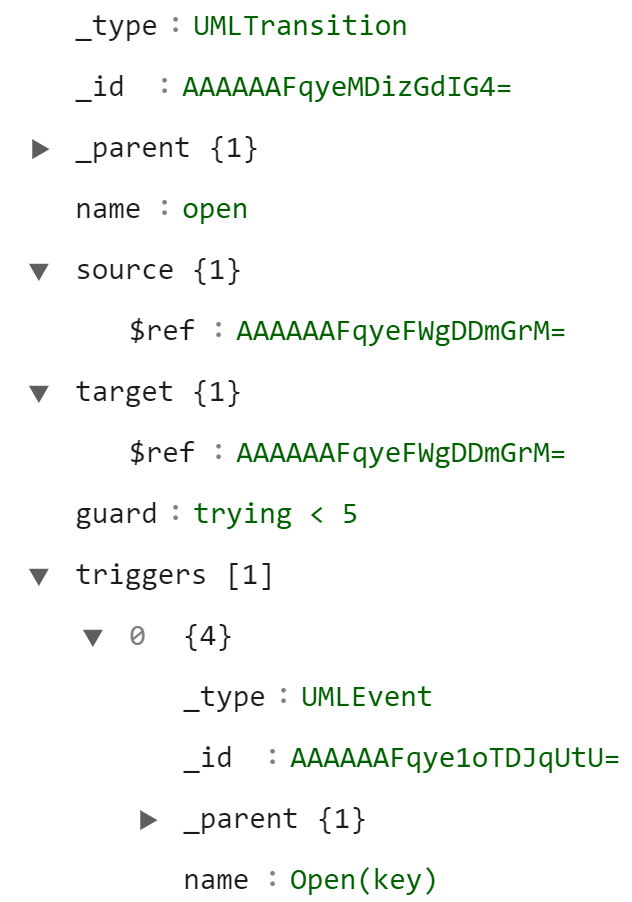 _type : UMLTransition
_id : AAAAAAFqyeMDizGdIG4=
_parent {1}
name : open
source {1}
$ref : AAAAAAFqyeFWgDDmGrM=
target {1}
$ref : AAAAAAFqyeFWgDDmGrM=
guard : trying < 5
triggers [1]
0 {4}
_type : UMLEvent
_id : AAAAAAFqye1oTDJqUtU=
_parent {1}
name : Open(key)